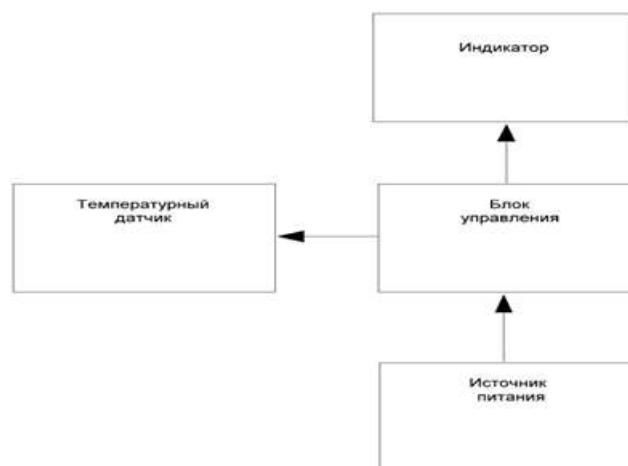 Индикатор
Температурный
датчик
Блок
управления
Источник
питания